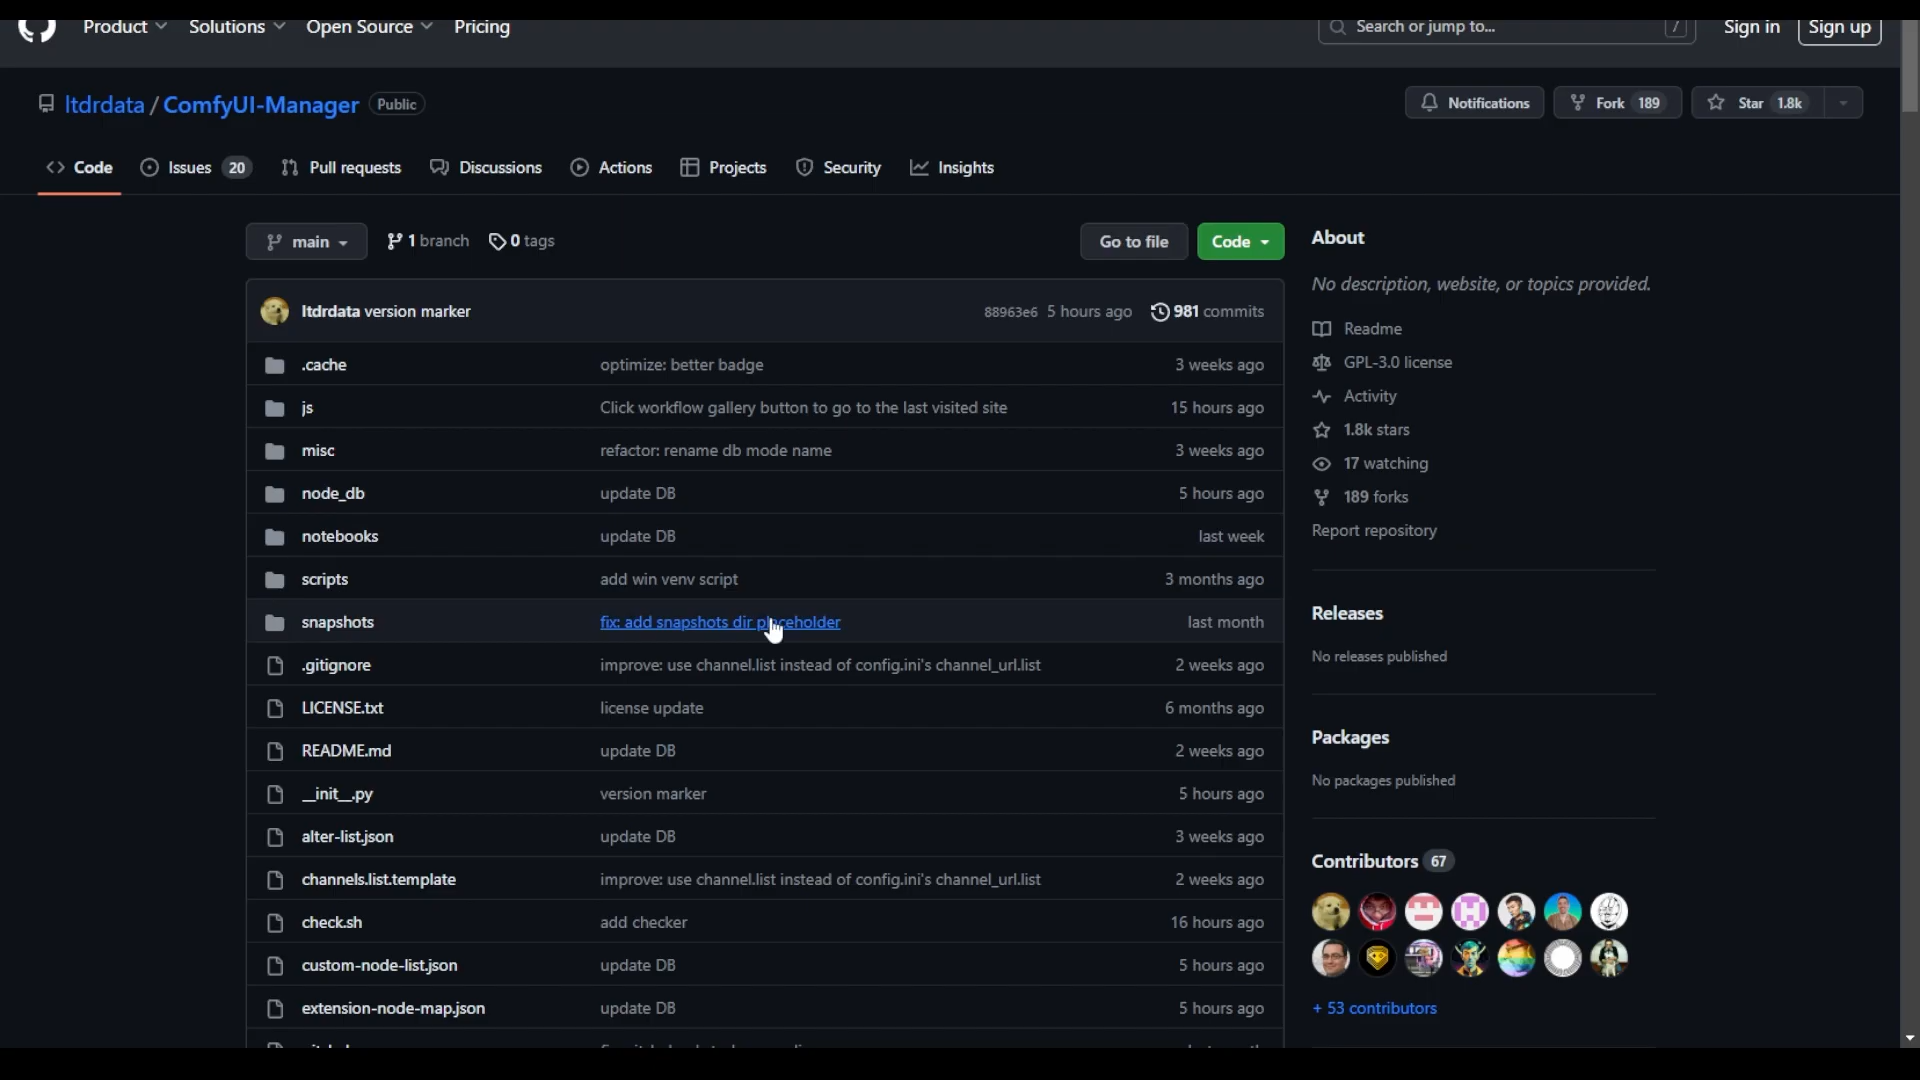 Product Solutions Open Source Pricing Search or jump to... / Sign in Sign up
ltdrdata / ComfyUI-Manager Public Notifications Fork 189 Star 1.8k
Code Issues 20 Pull requests Discussions Actions Projects Security Insights
main 1 branch 0 tags Go to file Code
ltdrdata version marker 88963e6 5 hours ago 981 commits
.cache optimize: better badge 3 weeks ago
js Click workflow gallery button to go to the last visited site 15 hours ago
misc refactor: rename db mode name 3 weeks ago
node_db update DB 5 hours ago
notebooks update DB last week
scripts add win venv script 3 months ago
snapshots fix: add snapshots dir placeholder last month
.gitignore improve: use channel.list instead of config.ini's channel_url.list 2 weeks ago
LICENSE.txt license update 6 months ago
README.md update DB 2 weeks ago
__init__.py version marker 5 hours ago
alter-list.json update DB 3 weeks ago
channels.list.template improve: use channel.list instead of config.ini's channel_url.list 2 weeks ago
check.sh add checker 16 hours ago
custom-node-list.json update DB 5 hours ago
extension-node-map.json update DB 5 hours ago
About
No description, website, or topics provided.
Readme
GPL-3.0 license
Activity
1.8k stars
17 watching
189 forks
Report repository
Releases
No releases published
Packages
No packages published
Contributors 67
+ 53 contributors